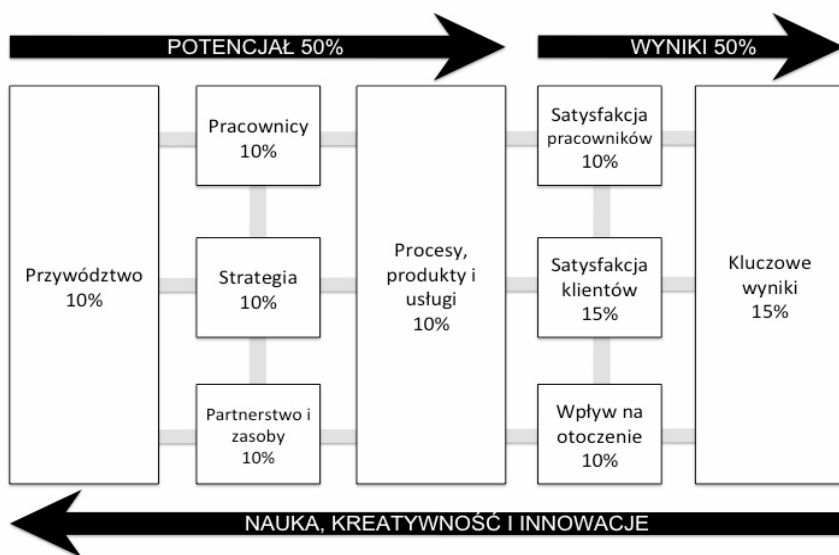 POTENCJAŁ 50%
WYNIKI 50%
Przywództwo
10%
Pracownicy
10%
Strategia
10%
Partnerstwo i
zasoby
10%
Procesy,
produkty i
usługi
10%
Satysfakcja
pracowników
10%
Satysfakcja
klientów
15%
Wpływ na
otoczenie
10%
Kluczowe
wyniki
15%
NAUKA, KREATYWNOŚĆ I INNOWACJE